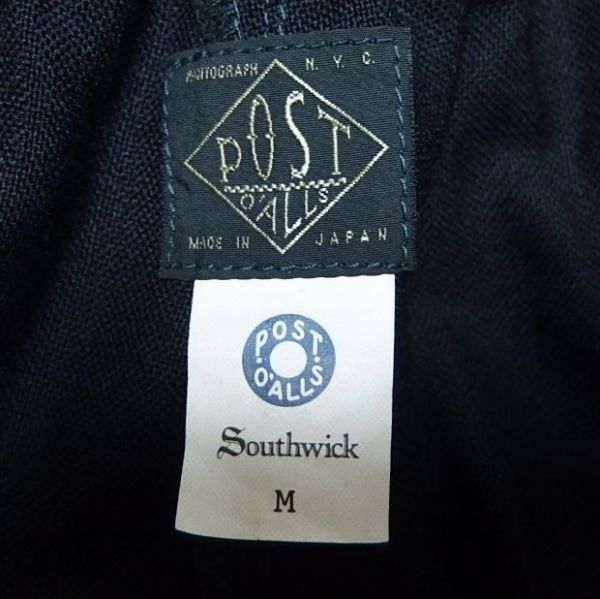 PHOTOGRAPH N.Y.C.
POST
O'ALLS
MADE IN JAPAN
POST
O'ALLS
Southwick
M